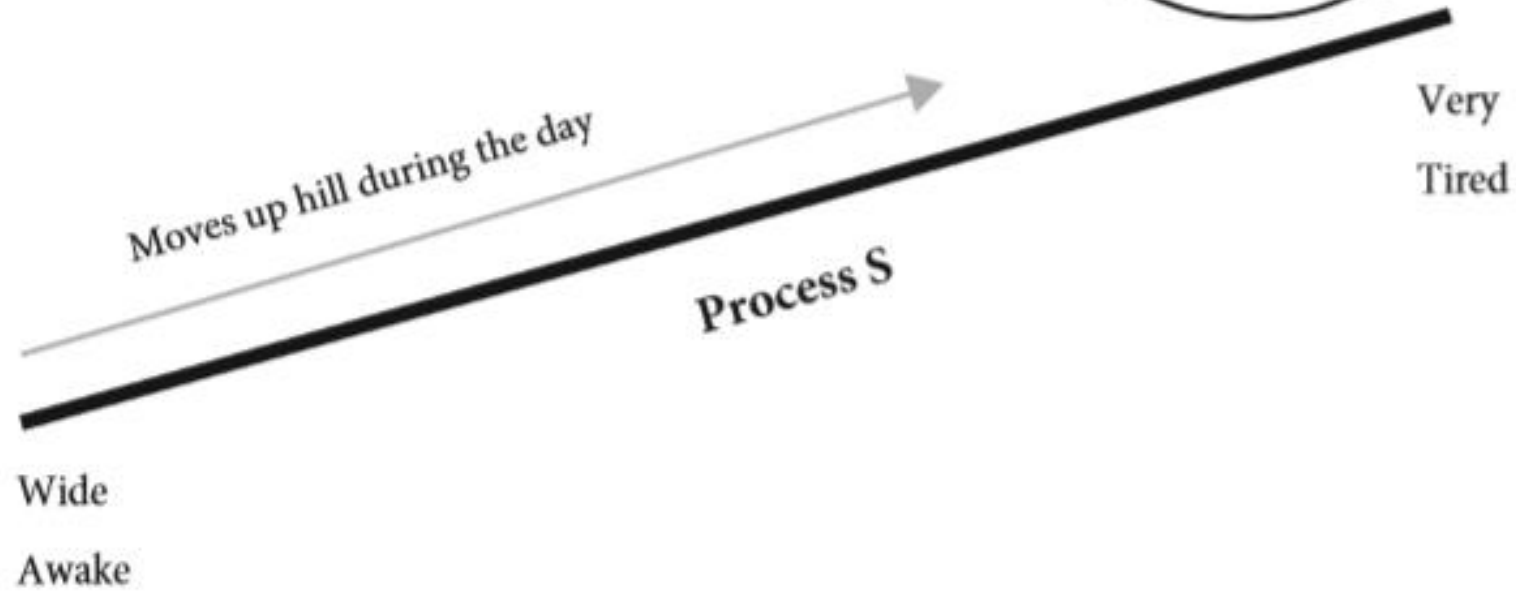 Moves up hill during the day
Very
Tired
Process S
Wide
Awake